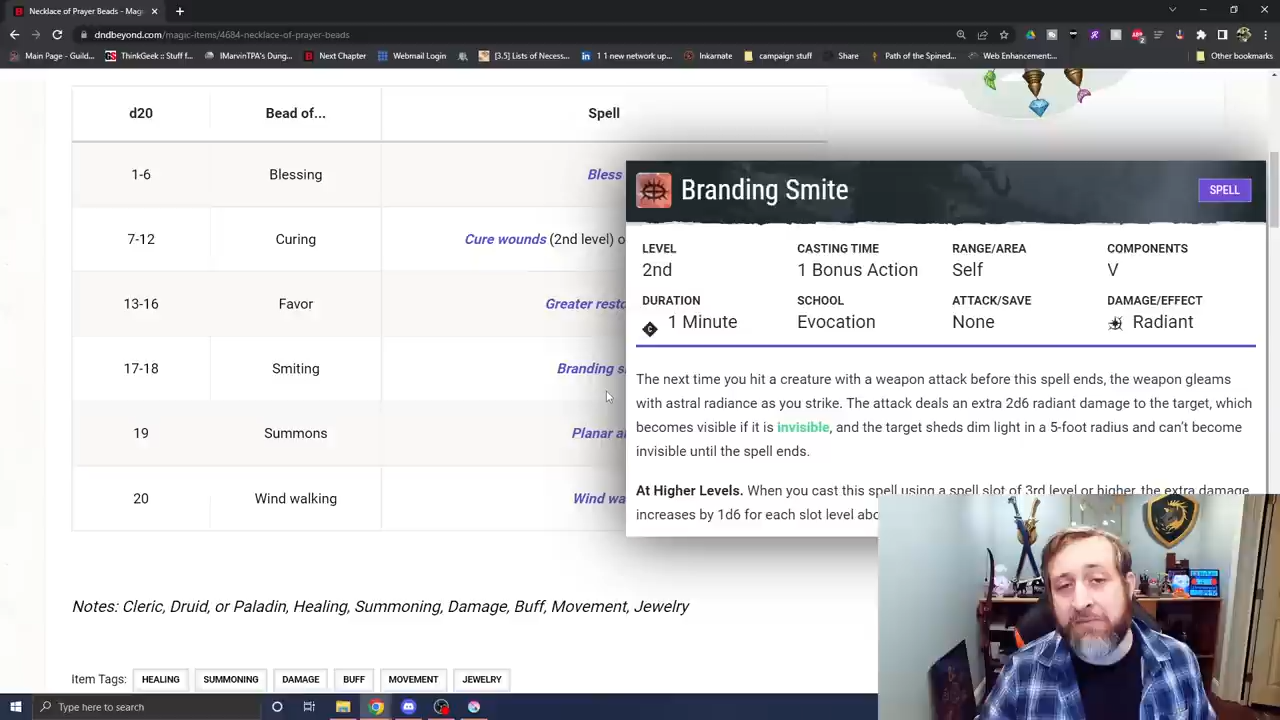 Necklace of Prayer Beads - Mag
dndbeyond.com/magic-items/4684-necklace-of-prayer-beads
Main Page - Guild...
ThinkGeek :: Stuff f...
IMarvinTPA's Dung...
Next Chapter
Webmail Login
[3.5] Lists of Necess...
1 1 new network up...
Inkarnate
campaign stuff
Share
Path of the Spined...
Web Enhancement:...
Other bookmarks
d20 Bead of... Spell
1-6 Blessing Bless
7-12 Curing Cure wounds (2nd level) o
13-16 Favor Greater resto
17-18 Smiting Branding s
19 Summons Planar al
20 Wind walking Wind wa
Branding Smite
SPELL
LEVEL CASTING TIME RANGE/AREA COMPONENTS
2nd 1 Bonus Action Self V
DURATION SCHOOL ATTACK/SAVE DAMAGE/EFFECT
C 1 Minute Evocation None Radiant
The next time you hit a creature with a weapon attack before this spell ends, the weapon gleams
with astral radiance as you strike. The attack deals an extra 2d6 radiant damage to the target, which
becomes visible if it is invisible, and the target sheds dim light in a 5-foot radius and can't become
invisible until the spell ends.
At Higher Levels. When you cast this spell using a spell slot of 3rd level or higher, the extra damage
increases by 1d6 for each slot level abo
Notes: Cleric, Druid, or Paladin, Healing, Summoning, Damage, Buff, Movement, Jewelry
Item Tags: HEALING SUMMONING DAMAGE BUFF MOVEMENT JEWELRY
Type here to search